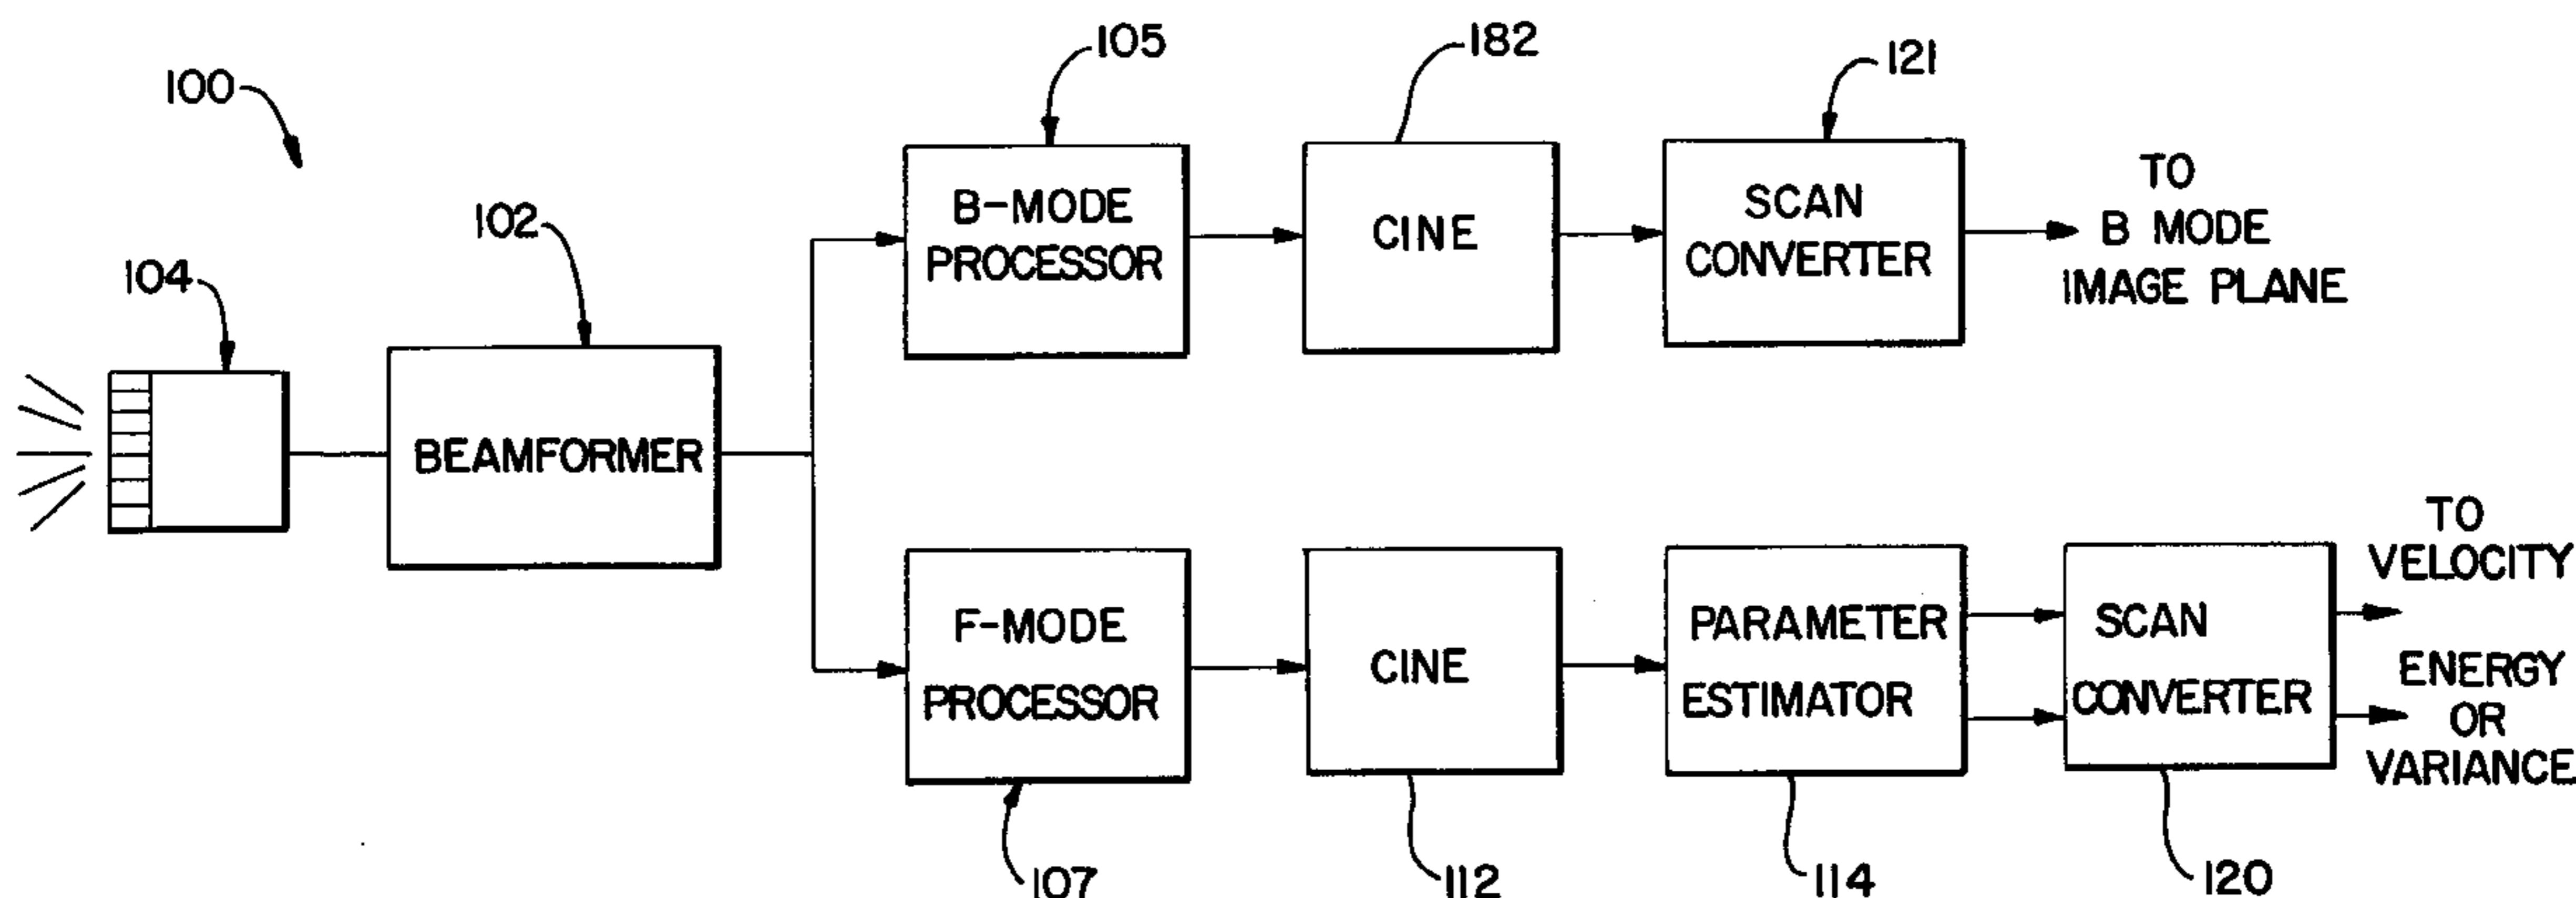 100
104
102
BEAMFORMER
105
B-MODE
PROCESSOR
182
CINE
121
SCAN
CONVERTER
TO
B MODE
IMAGE PLANE
F-MODE
PROCESSOR
107
CINE
112
PARAMETER
ESTIMATOR
114
SCAN
CONVERTER
120
TO
VELOCITY
ENERGY
OR
VARIANCE